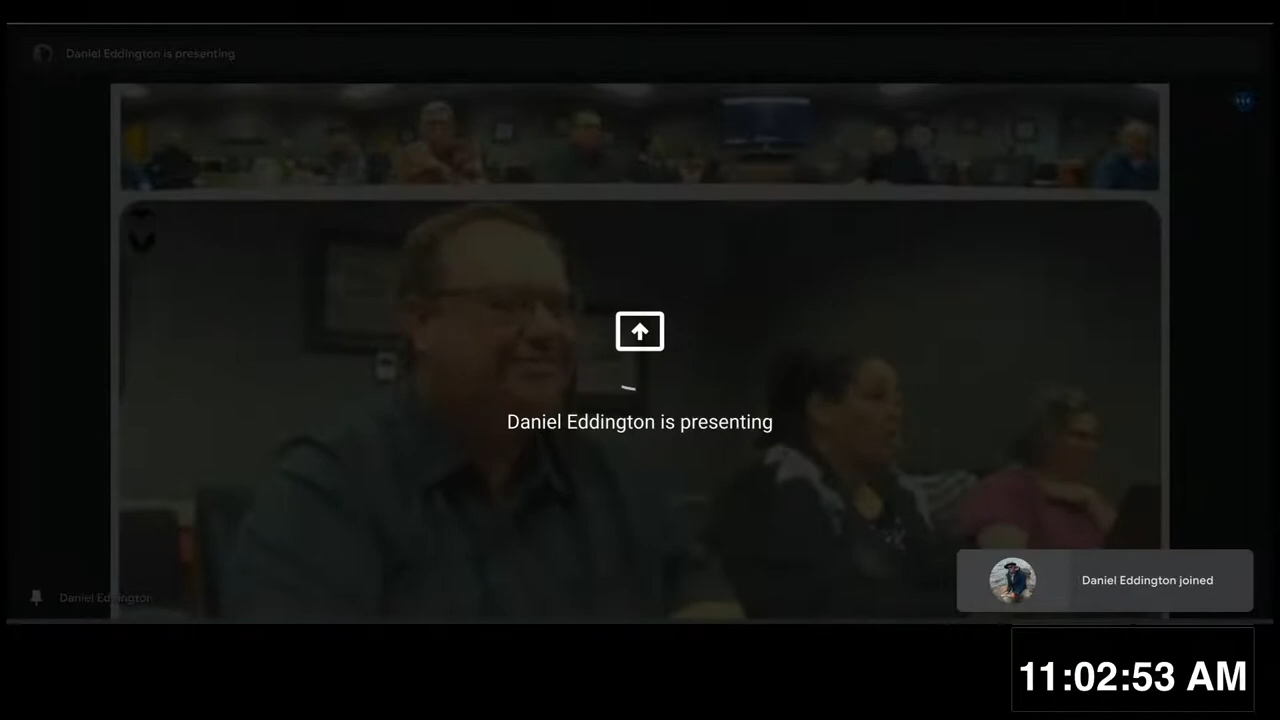 Daniel Eddington is presenting
Daniel Eddington is presenting
Daniel Eddington joined
Daniel Eddington
11:02:53 AM